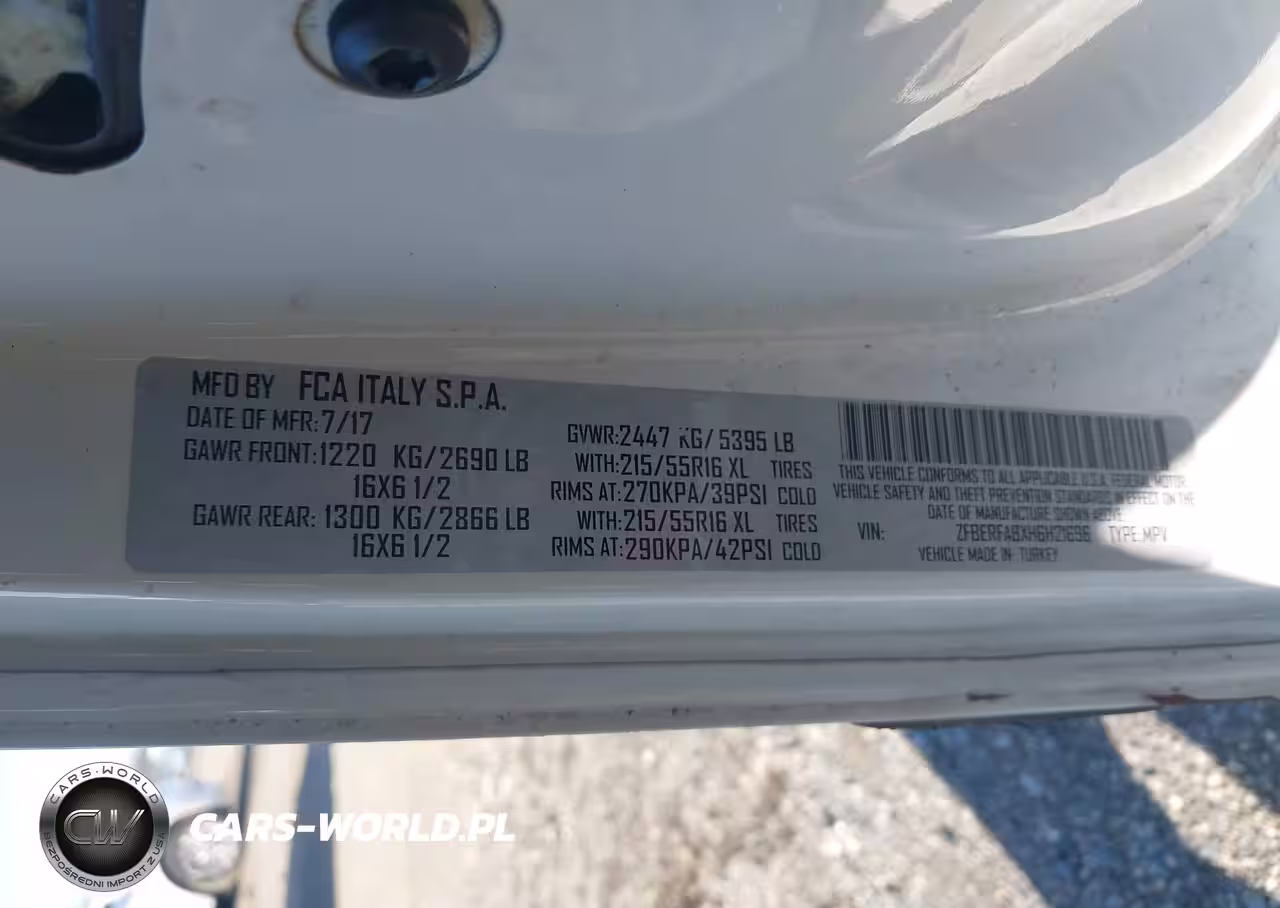 MFD BY FCA ITALY S.P.A.
DATE OF MFR:7/17
GAWR FRONT:1220 KG/2690 LB
16X6 1/2
GAWR REAR:1300 KG/2866 LB
16X6 1/2
GVWR:2447 KG/5395 LB
WITH:215/55R16 XL TIRES
RIMS AT:270KPA/39PSI COLD
WITH:215/55R16 XL TIRES
RIMS AT:290KPA/42PSI COLD
THIS VEHICLE CONFORMS TO ALL APPLICABLE U.S.A. FEDERAL MOTOR
VEHICLE SAFETY AND THEFT PREVENTION STANDARDS IN EFFECT ON THE
DATE OF MANUFACTURE SHOWN ABOVE
VIN: ZFBERFABXH6H21696 TYPE.MPV
VEHICLE MADE IN: TURKEY
CARS-WORLD
CW
BEZPOŚREDNI IMPORT Z USA
CARS-WORLD.PL